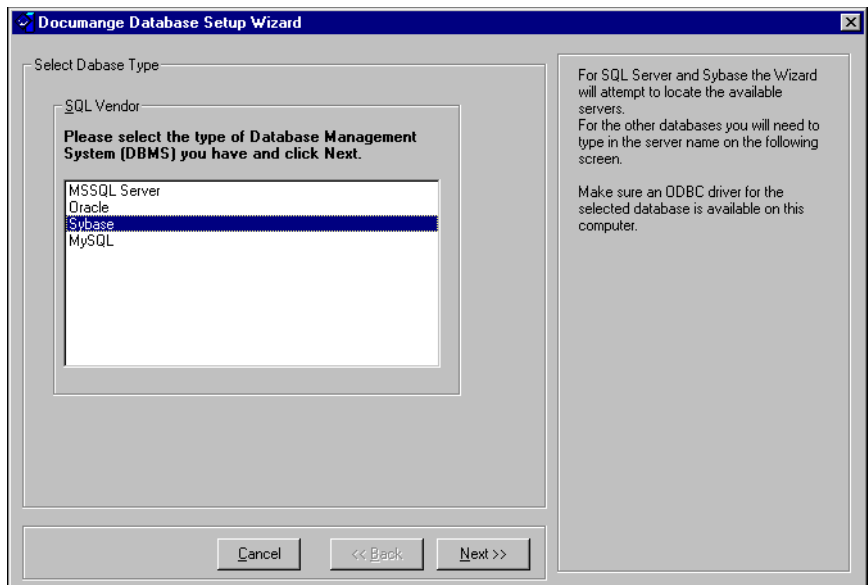 Documange Database Setup Wizard
Select Dabase Type
SQL Vendor
Please select the type of Database Management
System (DBMS) you have and click Next.
MSSQL Server
Oracle
Sybase
MySQL
For SQL Server and Sybase the Wizard
will attempt to locate the available
servers.
For the other databases you will need to
type in the server name on the following
screen.
Make sure an ODBC driver for the
selected database is available on this
computer.
Cancel
<< Back
Next >>